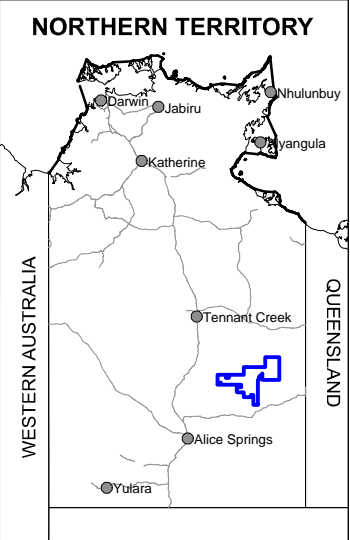 NORTHERN TERRITORY
Darwin
Jabiru
Nhulunbuy
Alyangula
Katherine
WESTERN AUSTRALIA
QUEENSLAND
Tennant Creek
Alice Springs
Yulara